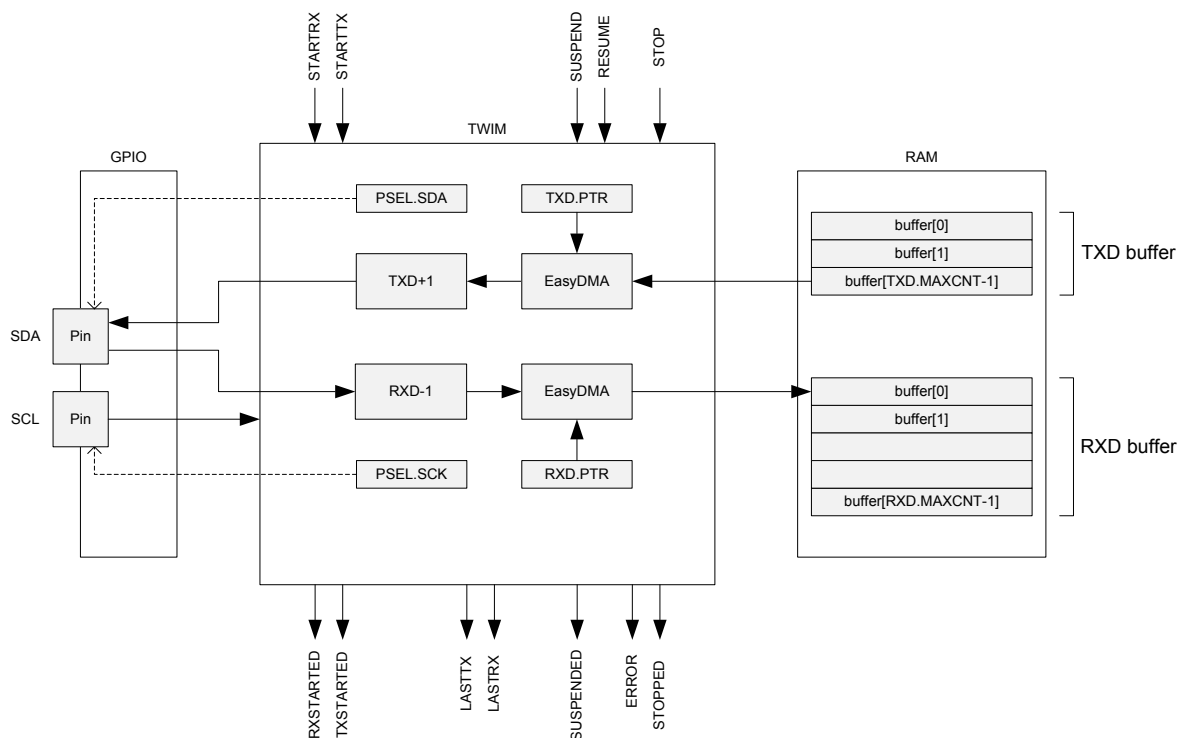 STARTRX
STARTTX
SUSPEND
RESUME
STOP
TWIM
GPIO
RAM
PSEL.SDA
TXD.PTR
buffer[0]
buffer[1]
buffer[TXD.MAXCNT-1]
TXD buffer
TXD+1
EasyDMA
SDA
Pin
RXD-1
EasyDMA
buffer[0]
buffer[1]
buffer[RXD.MAXCNT-1]
RXD buffer
SCL
Pin
PSEL.SCK
RXD.PTR
RXSTARTED
TXSTARTED
LASTTX
LASTRX
SUSPENDED
ERROR
STOPPED